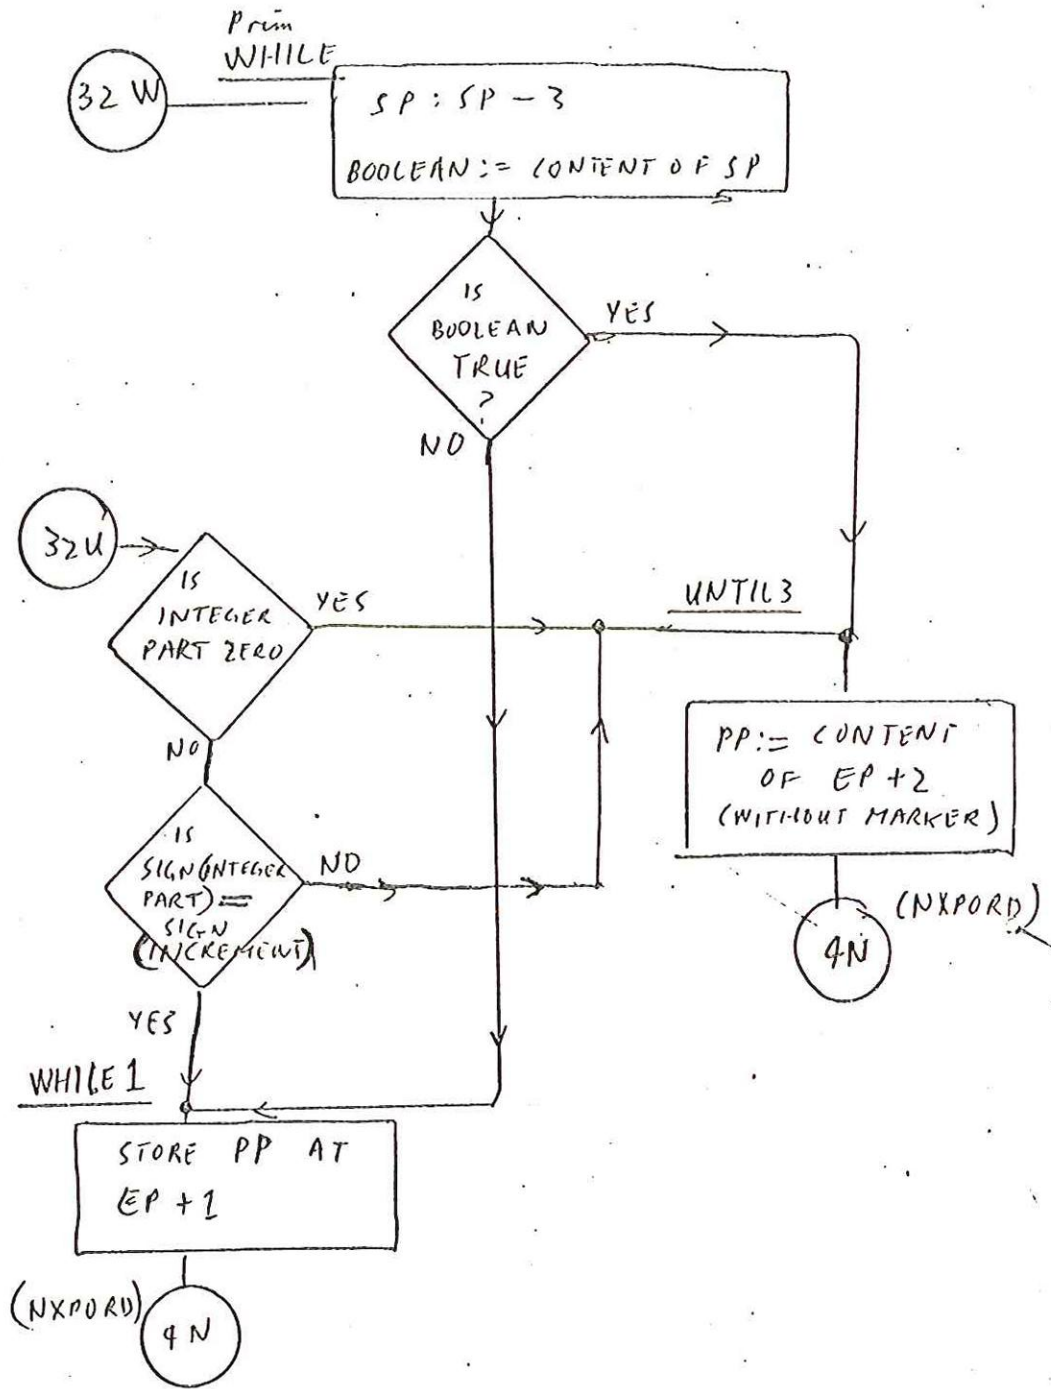 Prim
WHILE
32 W
SP : SP - 3
BOOLEAN := CONTENT OF SP
IS
BOOLEAN
TRUE
?
YES
NO
32U
IS
INTEGER
PART ZERO
YES
UNTIL3
NO
PP := CONTENT
OF EP +2
(WITHOUT MARKER)
IS
SIGN(INTEGER
PART) =
SIGN
(INCREMENT)
NO
(NXPORD)
4N
YES
WHILE 1
STORE PP AT
EP + 1
(NXPORD)
4N